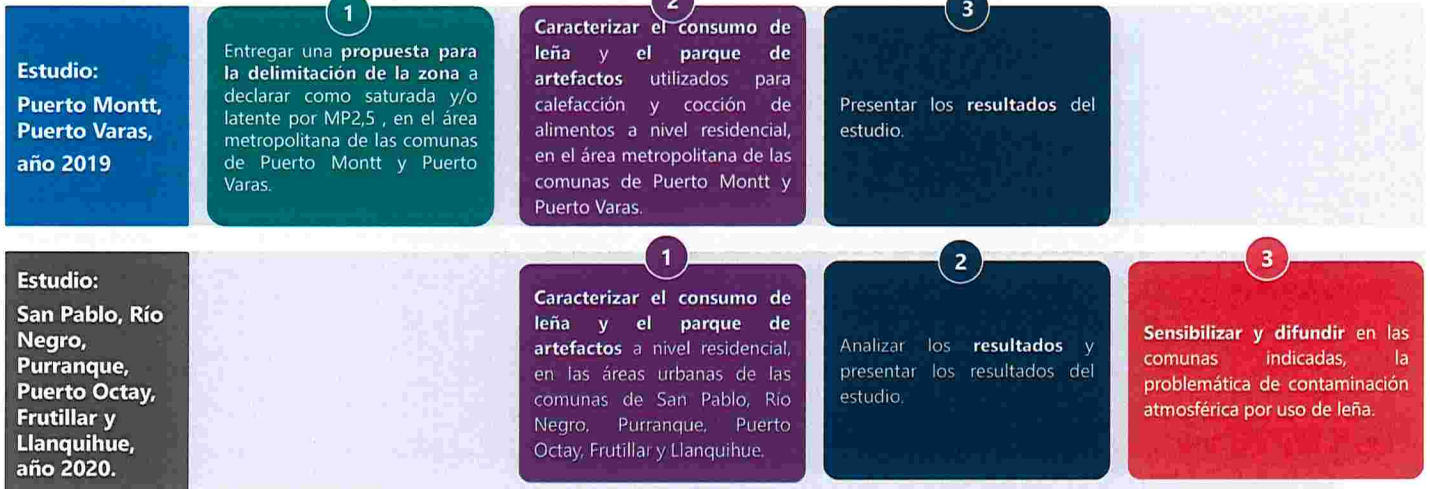 Estudio:
Puerto Montt,
Puerto Varas,
año 2019
1
Entregar una propuesta para
la delimitación de la zona a
declarar como saturada y/o
latente por MP2,5 , en el área
metropolitana de las comunas
de Puerto Montt y Puerto
Varas.
2
Caracterizar el consumo de
leña y el parque de
artefactos utilizados para
calefacción y cocción de
alimentos a nivel residencial,
en el área metropolitana de las
comunas de Puerto Montt y
Puerto Varas.
3
Presentar los resultados del
estudio.
Estudio:
San Pablo, Río
Negro,
Purranque,
Puerto Octay,
Frutillar y
Llanquihue,
año 2020.
1
Caracterizar el consumo de
leña y el parque de
artefactos a nivel residencial,
en las áreas urbanas de las
comunas de San Pablo, Río
Negro, Purranque, Puerto
Octay, Frutillar y Llanquihue.
2
Analizar los resultados y
presentar los resultados del
estudio.
3
Sensibilizar y difundir en las
comunas indicadas, la
problemática de contaminación
atmosférica por uso de leña.